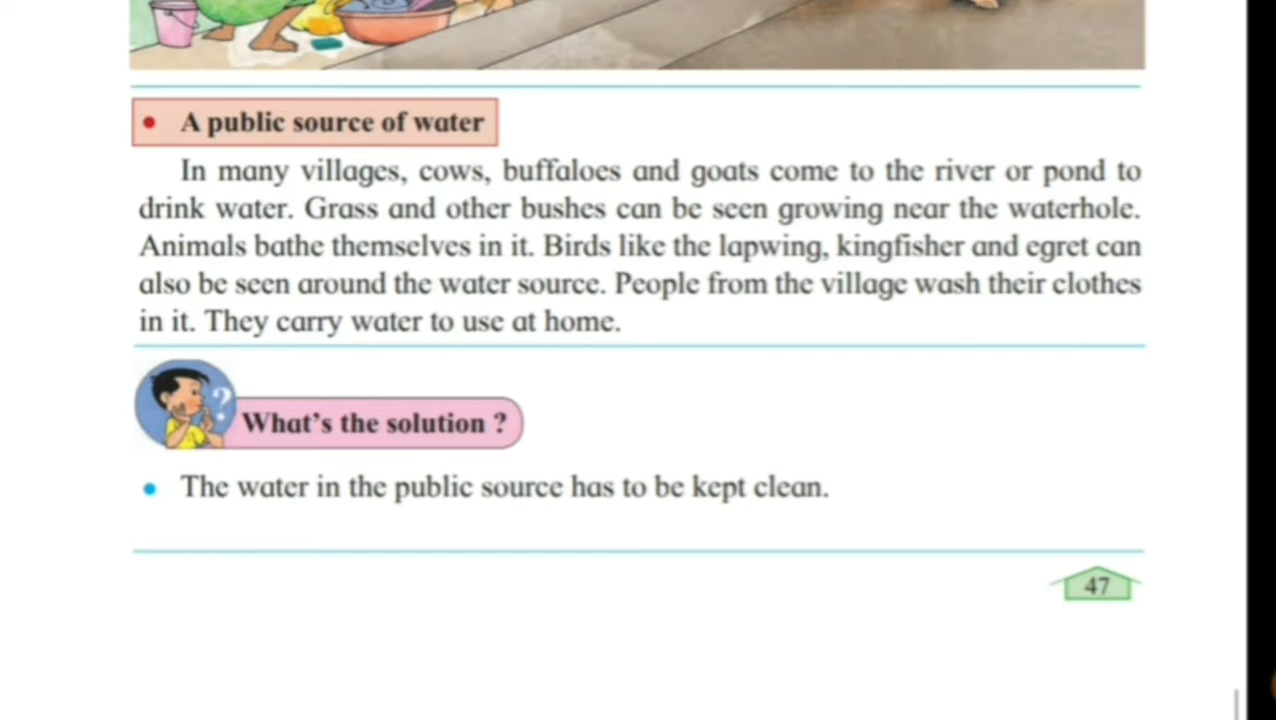 • A public source of water
In many villages, cows, buffaloes and goats come to the river or pond to
drink water. Grass and other bushes can be seen growing near the waterhole.
Animals bathe themselves in it. Birds like the lapwing, kingfisher and egret can
also be seen around the water source. People from the village wash their clothes
in it. They carry water to use at home.
?
What's the solution ?
• The water in the public source has to be kept clean.
47